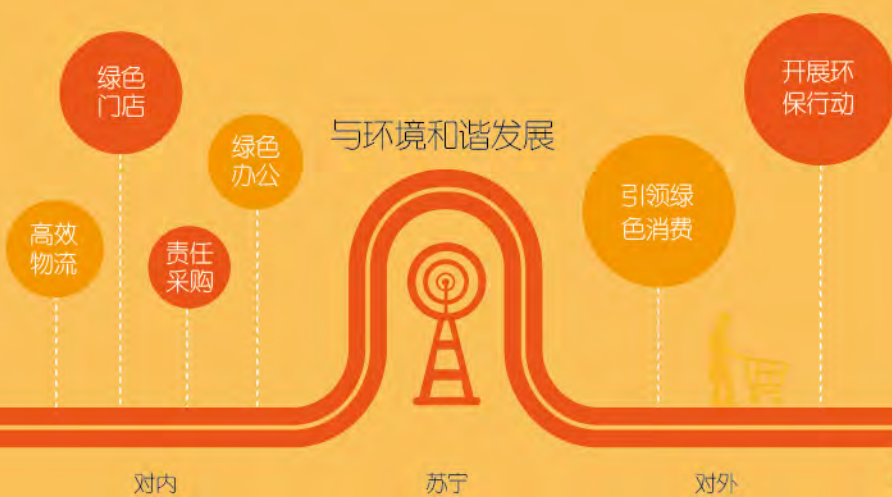 与环境和谐发展
高效
物流
绿色
门店
责任
采购
绿色
办公
引领绿
色消费
开展环
保行动
对内
苏宁
对外